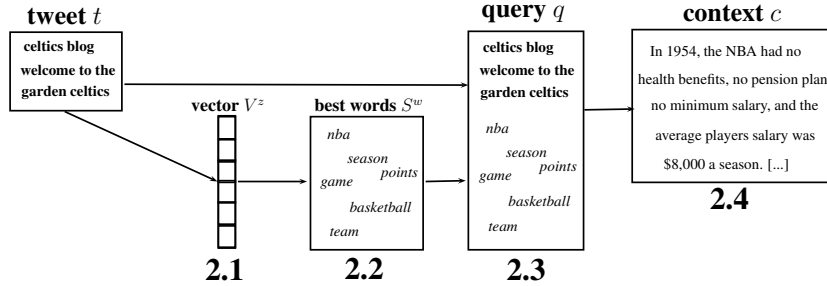 tweet t
celtics blog
welcome to the
garden celtics
vector V^z
2.1
best words S^w
nba
season
points
game
basketball
team
2.2
query q
celtics blog
welcome to the
garden celtics
nba
season
points
game
basketball
team
2.3
context c
In 1954, the NBA had no
health benefits, no pension plan
no minimum salary, and the
average players salary was
$8,000 a season. [...]
2.4